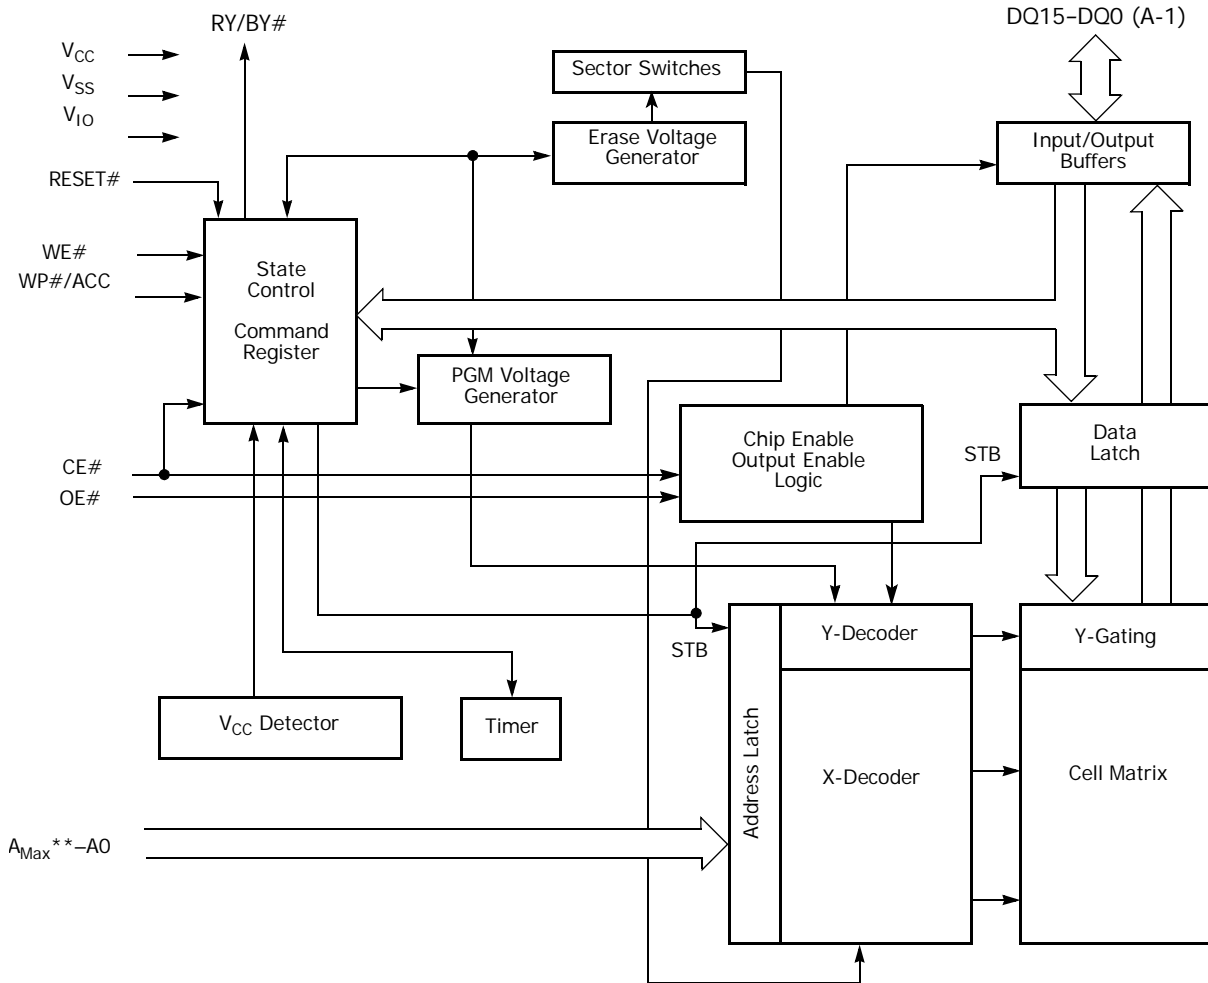 RY/BY#
DQ15–DQ0 (A-1)
VCC
VSS
VIO
Sector Switches
Erase Voltage
Generator
Input/Output
Buffers
RESET#
WE#
WP#/ACC
State
Control
Command
Register
PGM Voltage
Generator
Chip Enable
Output Enable
Logic
STB
Data
Latch
CE#
OE#
STB
Y-Decoder
Y-Gating
VCC Detector
Timer
Address Latch
X-Decoder
Cell Matrix
AMax**–A0